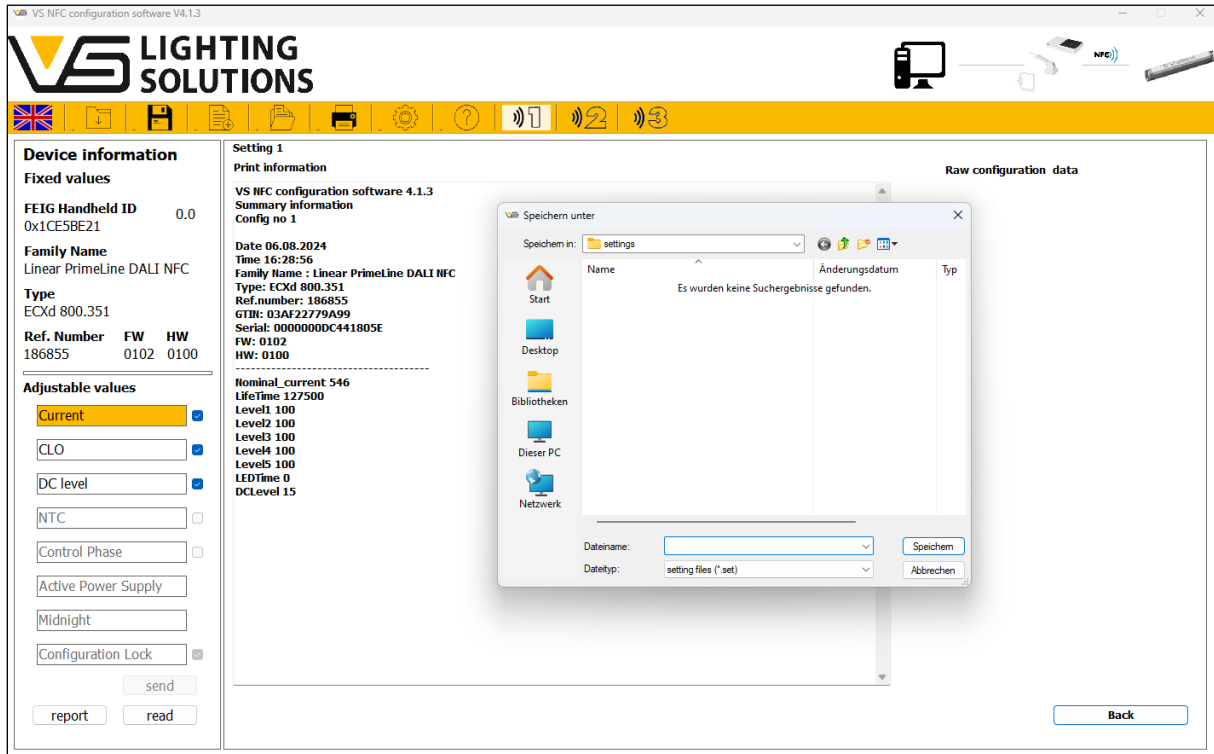 VS NFC configuration software V4.1.3
VS LIGHTING
SOLUTIONS
NFC
1 2 3
Device information
Fixed values
FEIG Handheld ID 0.0
0x1CE5BE21
Family Name
Linear PrimeLine DALI NFC
Type
ECXd 800.351
Ref. Number FW HW
186855 0102 0100
Adjustable values
Current
CLO
DC level
NTC
Control Phase
Active Power Supply
Midnight
Configuration Lock
send
report read
Setting 1
Print information
VS NFC configuration software 4.1.3
Summary information
Config no 1
Date 06.08.2024
Time 16:28:56
Family Name : Linear PrimeLine DALI NFC
Type: ECXd 800.351
Ref.number: 186855
GTIN: 03AF22779A99
Serial: 0000000DC441805E
FW: 0102
HW: 0100
-------------------------------------
Nominal_current 546
LifeTime 127500
Level1 100
Level2 100
Level3 100
Level4 100
Level5 100
LEDTime 0
DCLevel 15
Raw configuration data
Speichern unter
Speichern in: settings
Name Änderungsdatum Typ
Es wurden keine Suchergebnisse gefunden.
Start
Desktop
Bibliotheken
Dieser PC
Netzwerk
Dateiname: Speichern
Dateityp: setting files (*.set) Abbrechen
Back